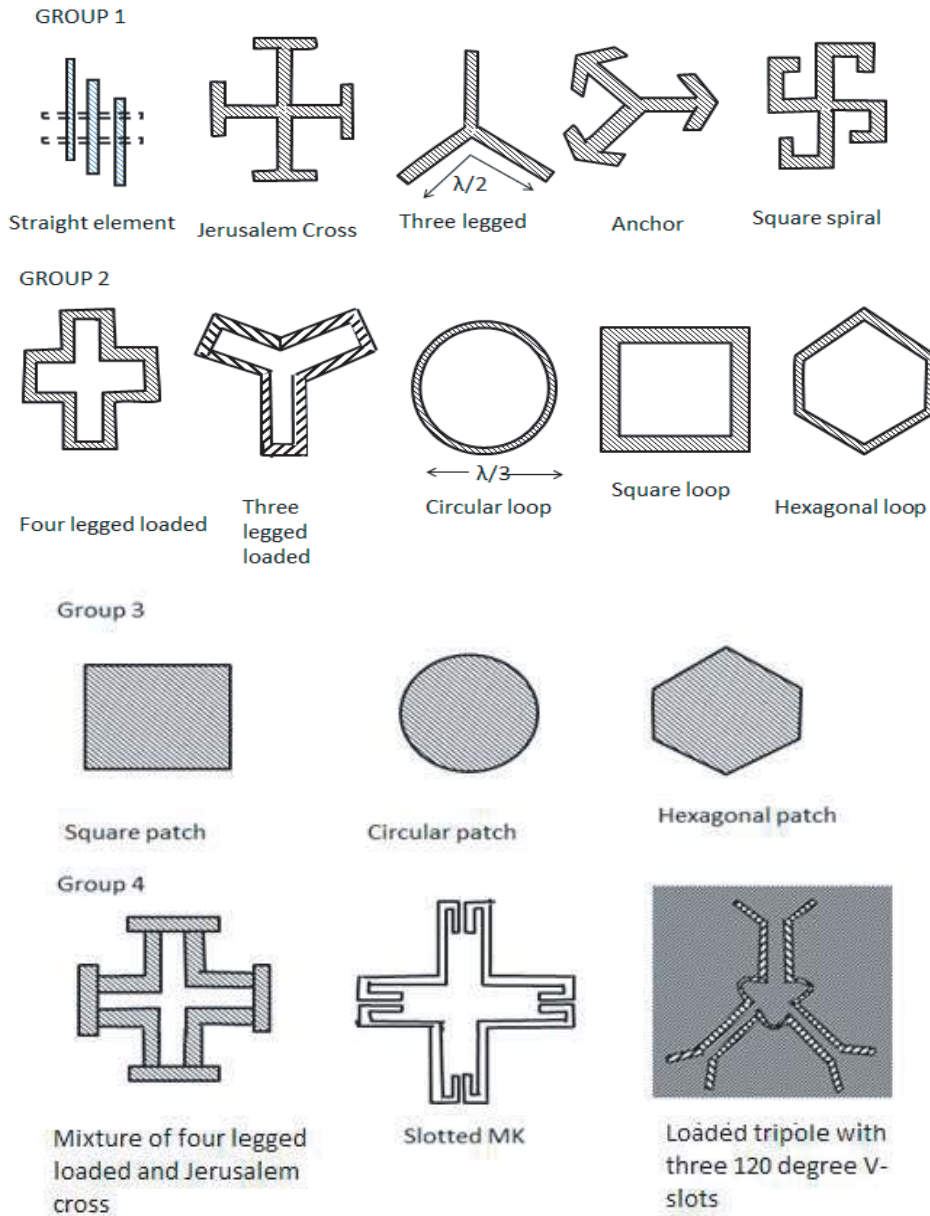 GROUP 1
λ/2
Straight element
Jerusalem Cross
Three legged
Anchor
Square spiral
GROUP 2
λ/3
Four legged loaded
Three
legged
loaded
Circular loop
Square loop
Hexagonal loop
Group 3
Square patch
Circular patch
Hexagonal patch
Group 4
Mixture of four legged
loaded and Jerusalem
cross
Slotted MK
Loaded tripole with
three 120 degree V-
slots